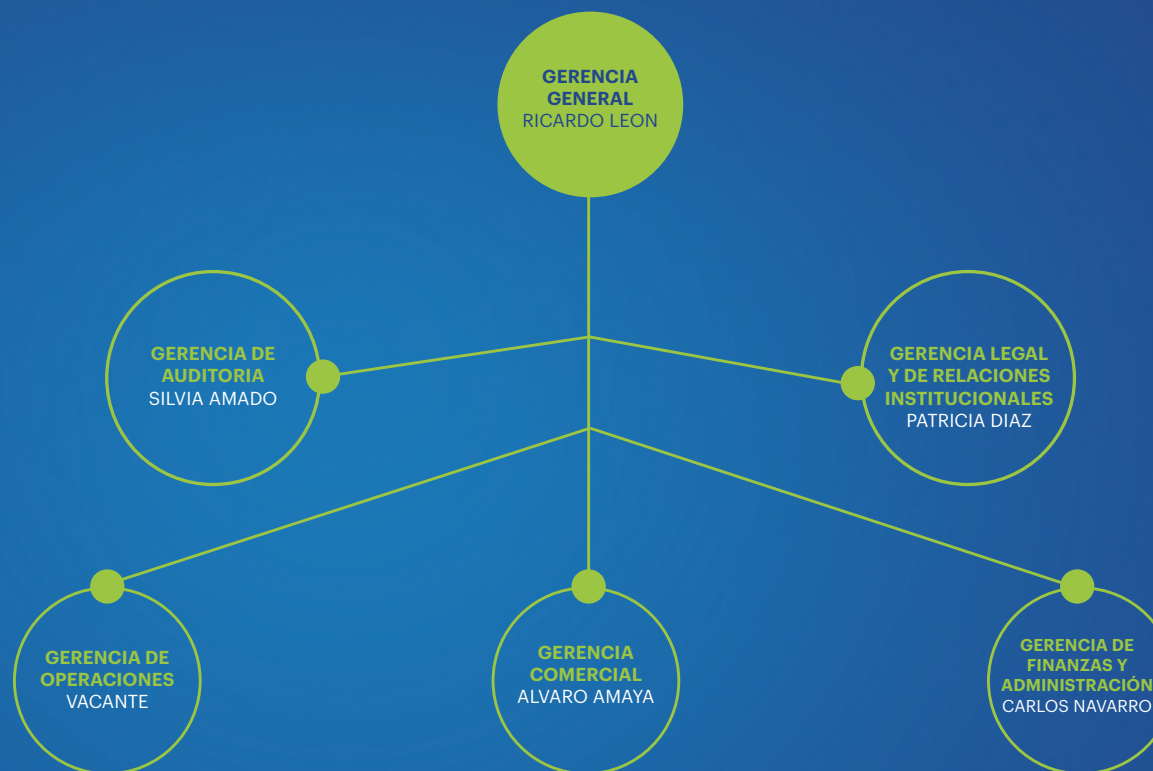 GERENCIA
GENERAL
RICARDO LEON
GERENCIA DE
AUDITORIA
SILVIA AMADO
GERENCIA LEGAL
Y DE RELACIONES
INSTITUCIONALES
PATRICIA DIAZ
GERENCIA DE
OPERACIONES
VACANTE
GERENCIA
COMERCIAL
ALVARO AMAYA
GERENCIA DE
FINANZAS Y
ADMINISTRACIÓN
CARLOS NAVARRO